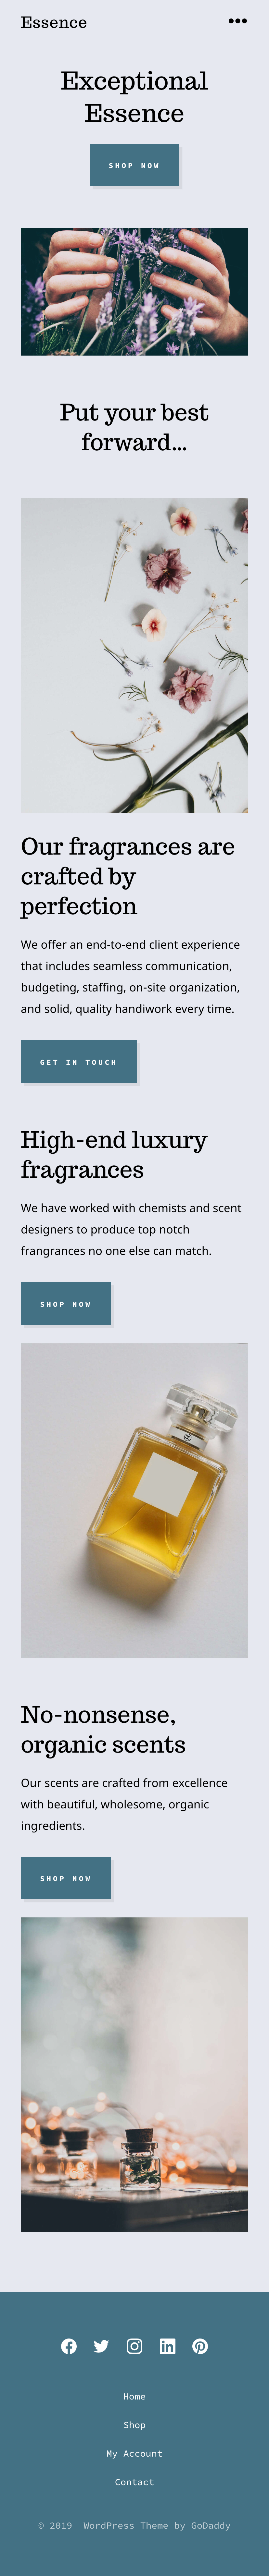 Essence
Exceptional
Essence
SHOP NOW
Put your best
forward…
Our fragrances are
crafted by
perfection
We offer an end-to-end client experience
that includes seamless communication,
budgeting, staffing, on-site organization,
and solid, quality handiwork every time.
GET IN TOUCH
High-end luxury
fragrances
We have worked with chemists and scent
designers to produce top notch
frangrances no one else can match.
SHOP NOW
No-nonsense,
organic scents
Our scents are crafted from excellence
with beautiful, wholesome, organic
ingredients.
SHOP NOW
Home
Shop
My Account
Contact
© 2019 WordPress Theme by GoDaddy